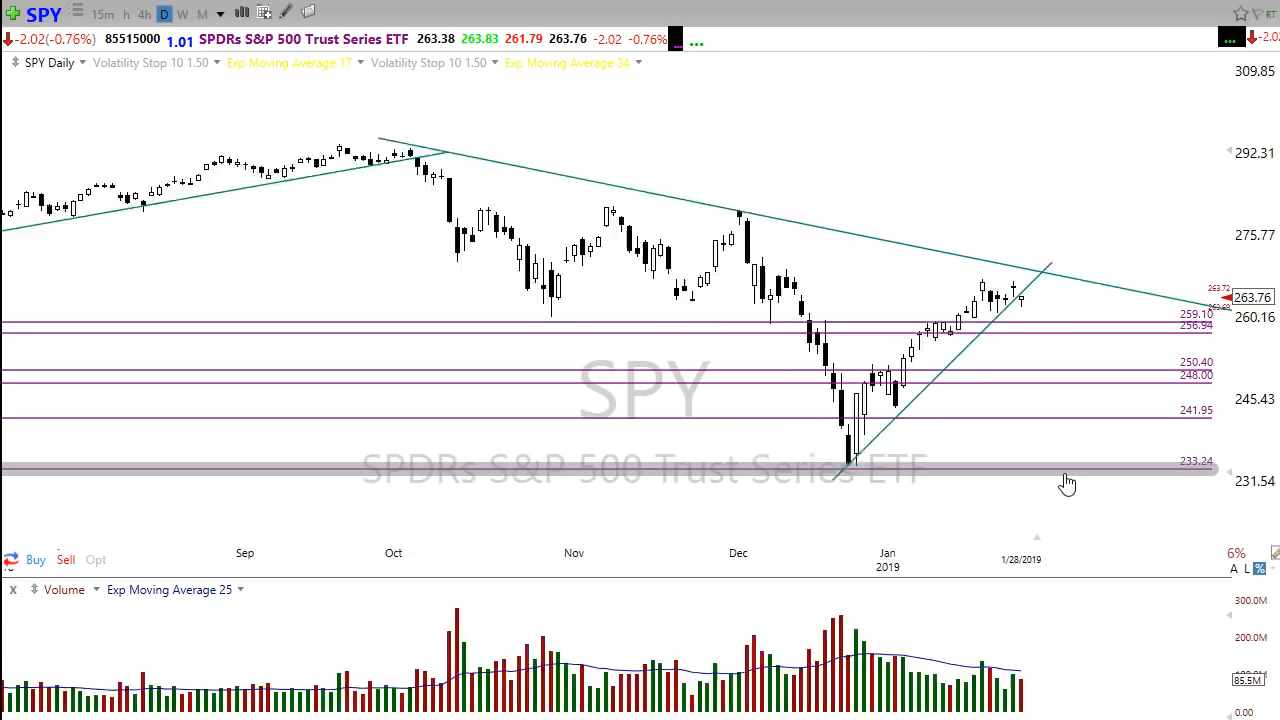 SPY 15m h 4h D W M RT
-2.02(-0.76%) 85515000 1.01 SPDRs S&P 500 Trust Series ETF 263.38 263.83 261.79 263.76 -2.02 -0.76% ... ... -2.02
SPY Daily Volatility Stop 10 1.50 Exp Moving Average 17 Volatility Stop 10 1.50 Exp Moving Average 34
309.85
292.31
275.77
263.72
263.76
260.16
259.10
256.94
250.40
248.00
245.43
241.95
233.24
231.54
SPY
SPDRs S&P 500 Trust Series ETF
Sep Oct Nov Dec Jan 1/28/2019
2019
Buy Sell Opt
6%
A L %
X Volume Exp Moving Average 25
300.0M
200.0M
85.5M
0.00